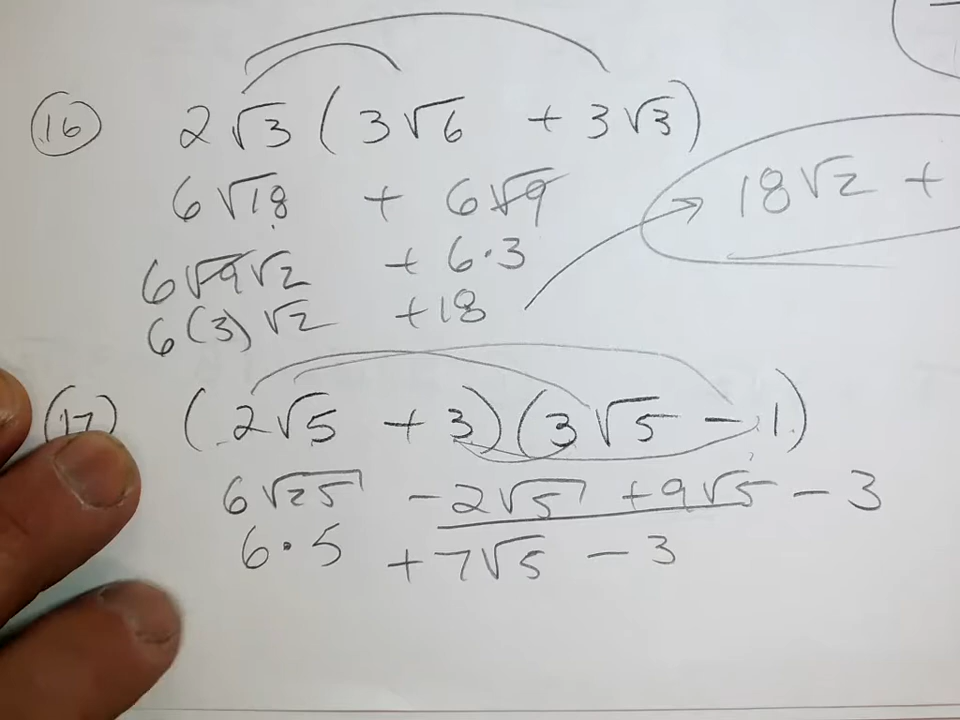 16 2√3 (3√6 + 3√3)
6√18 + 6√9
18√2 +
6√9√2 + 6·3
6(3)√2 +18
17 (2√5 + 3)(3√5 - 1)
6√25 - 2√5 + 9√5 - 3
6·5 + 7√5 - 3